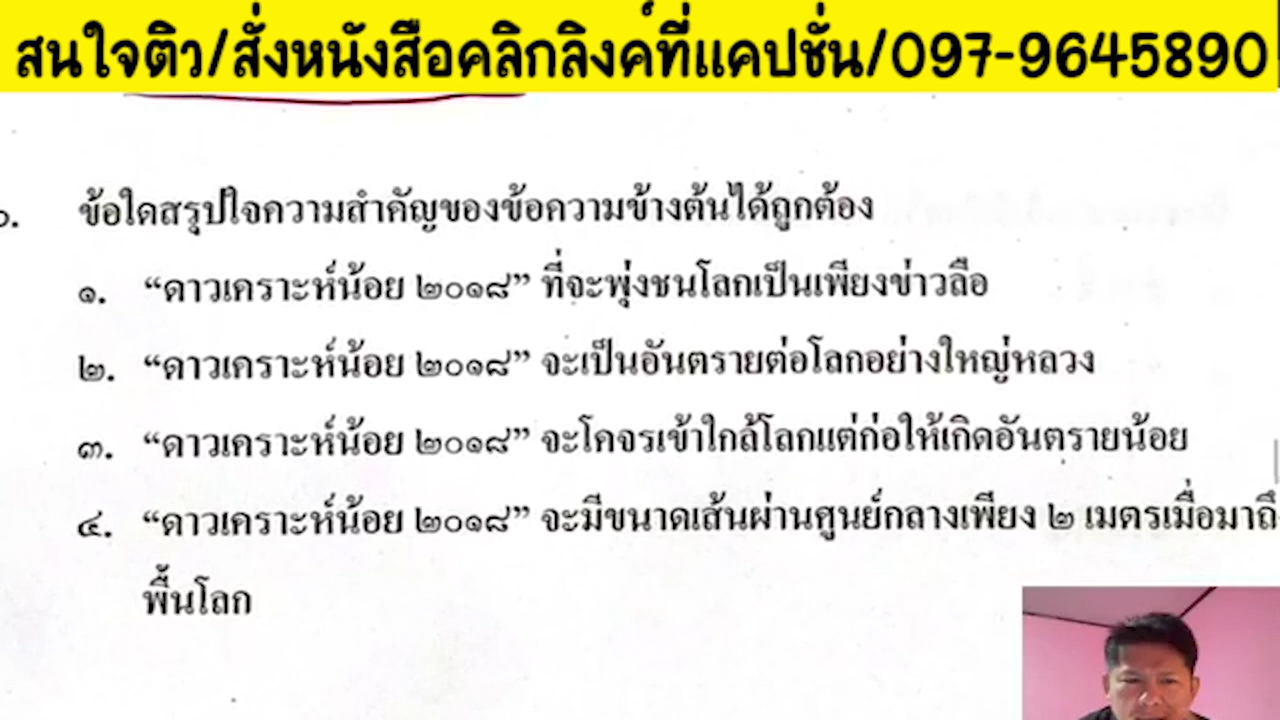 สนใจติว/สั่งหนังสือคลิกลิงค์ที่แคปชั่น/097-9645890
ข้อใดสรุปใจความสำคัญของข้อความข้างต้นได้ถูกต้อง
๑. “ดาวเคราะห์น้อย ๒๐๑๘” ที่จะพุ่งชนโลกเป็นเพียงข่าวลือ
๒. “ดาวเคราะห์น้อย ๒๐๑๘” จะเป็นอันตรายต่อโลกอย่างใหญ่หลวง
๓. “ดาวเคราะห์น้อย ๒๐๑๘” จะโคจรเข้าใกล้โลกแต่ก่อให้เกิดอันตรายน้อย
๔. “ดาวเคราะห์น้อย ๒๐๑๘” จะมีขนาดเส้นผ่านศูนย์กลางเพียง ๒ เมตรเมื่อมาถึ
พื้นโลก